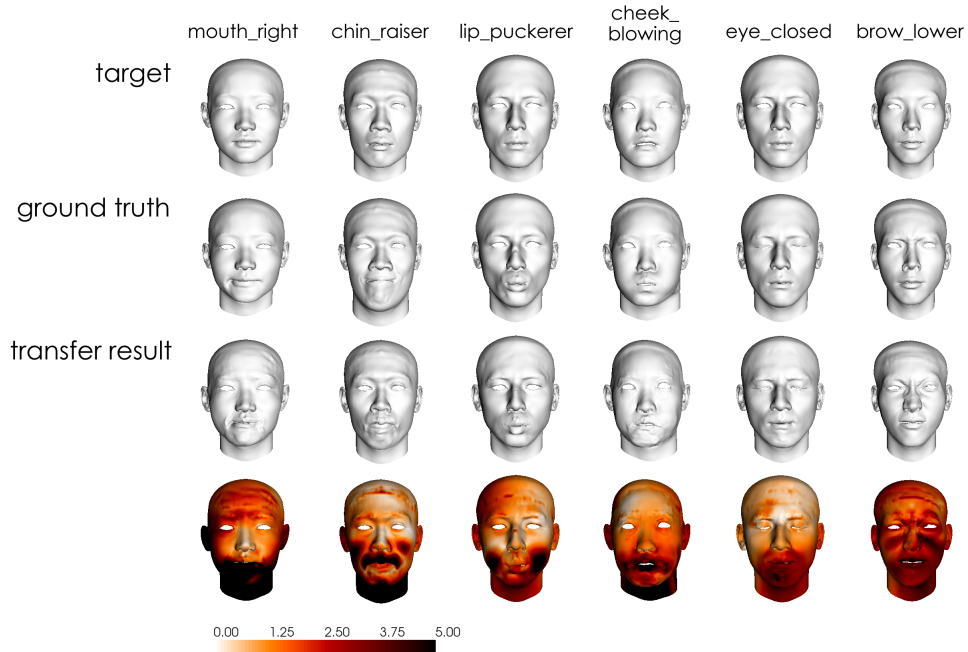 mouth_right chin_raiser lip_puckerer cheek_ blowing eye_closed brow_lower
target
ground truth
transfer result
0.00 1.25 2.50 3.75 5.00